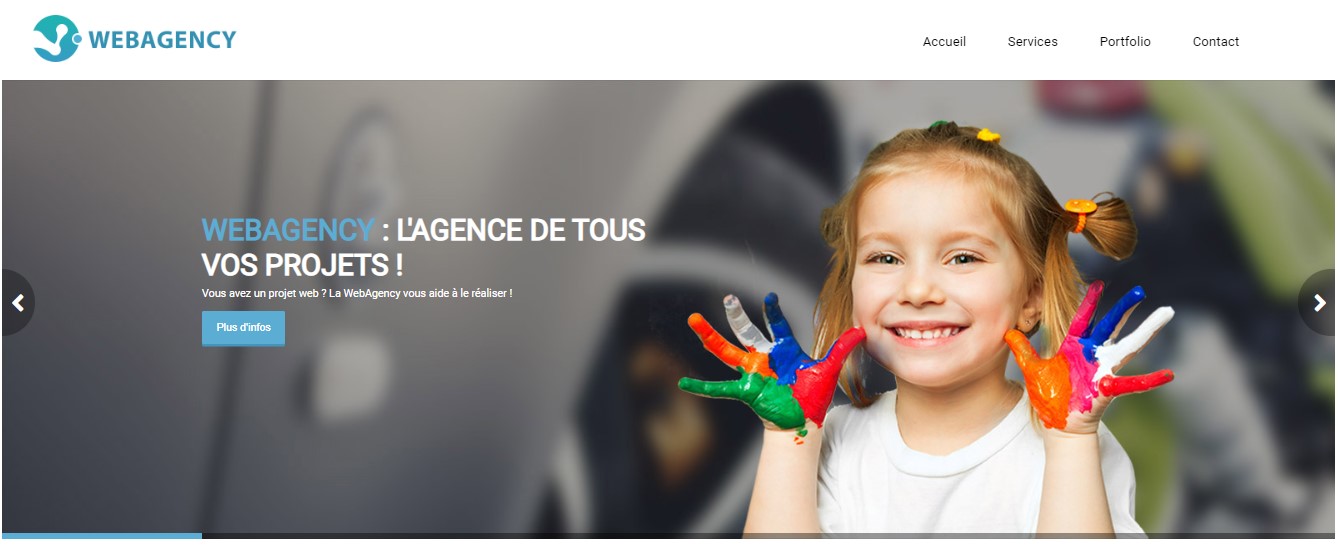 WEBAGENCY
Accueil
Services
Portfolio
Contact
WEBAGENCY : L'AGENCE DE TOUS
VOS PROJETS !
Vous avez un projet web ? La WebAgency vous aide à le réaliser !
Plus d'infos